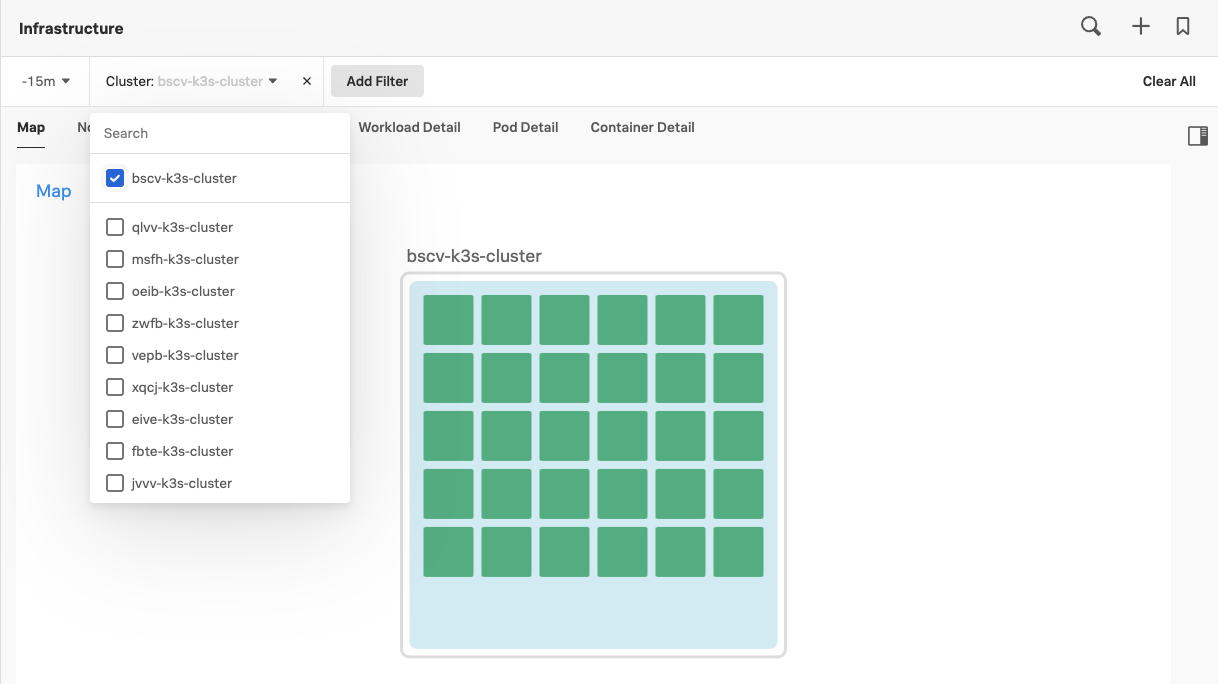 Infrastructure
-15m Cluster: bscv-k3s-cluster Add Filter Clear All
Map Workload Detail Pod Detail Container Detail
Search
bscv-k3s-cluster
Map
qlvv-k3s-cluster
msfh-k3s-cluster
bscv-k3s-cluster
oeib-k3s-cluster
zwfb-k3s-cluster
vepb-k3s-cluster
xqcj-k3s-cluster
eive-k3s-cluster
fbte-k3s-cluster
jvvv-k3s-cluster